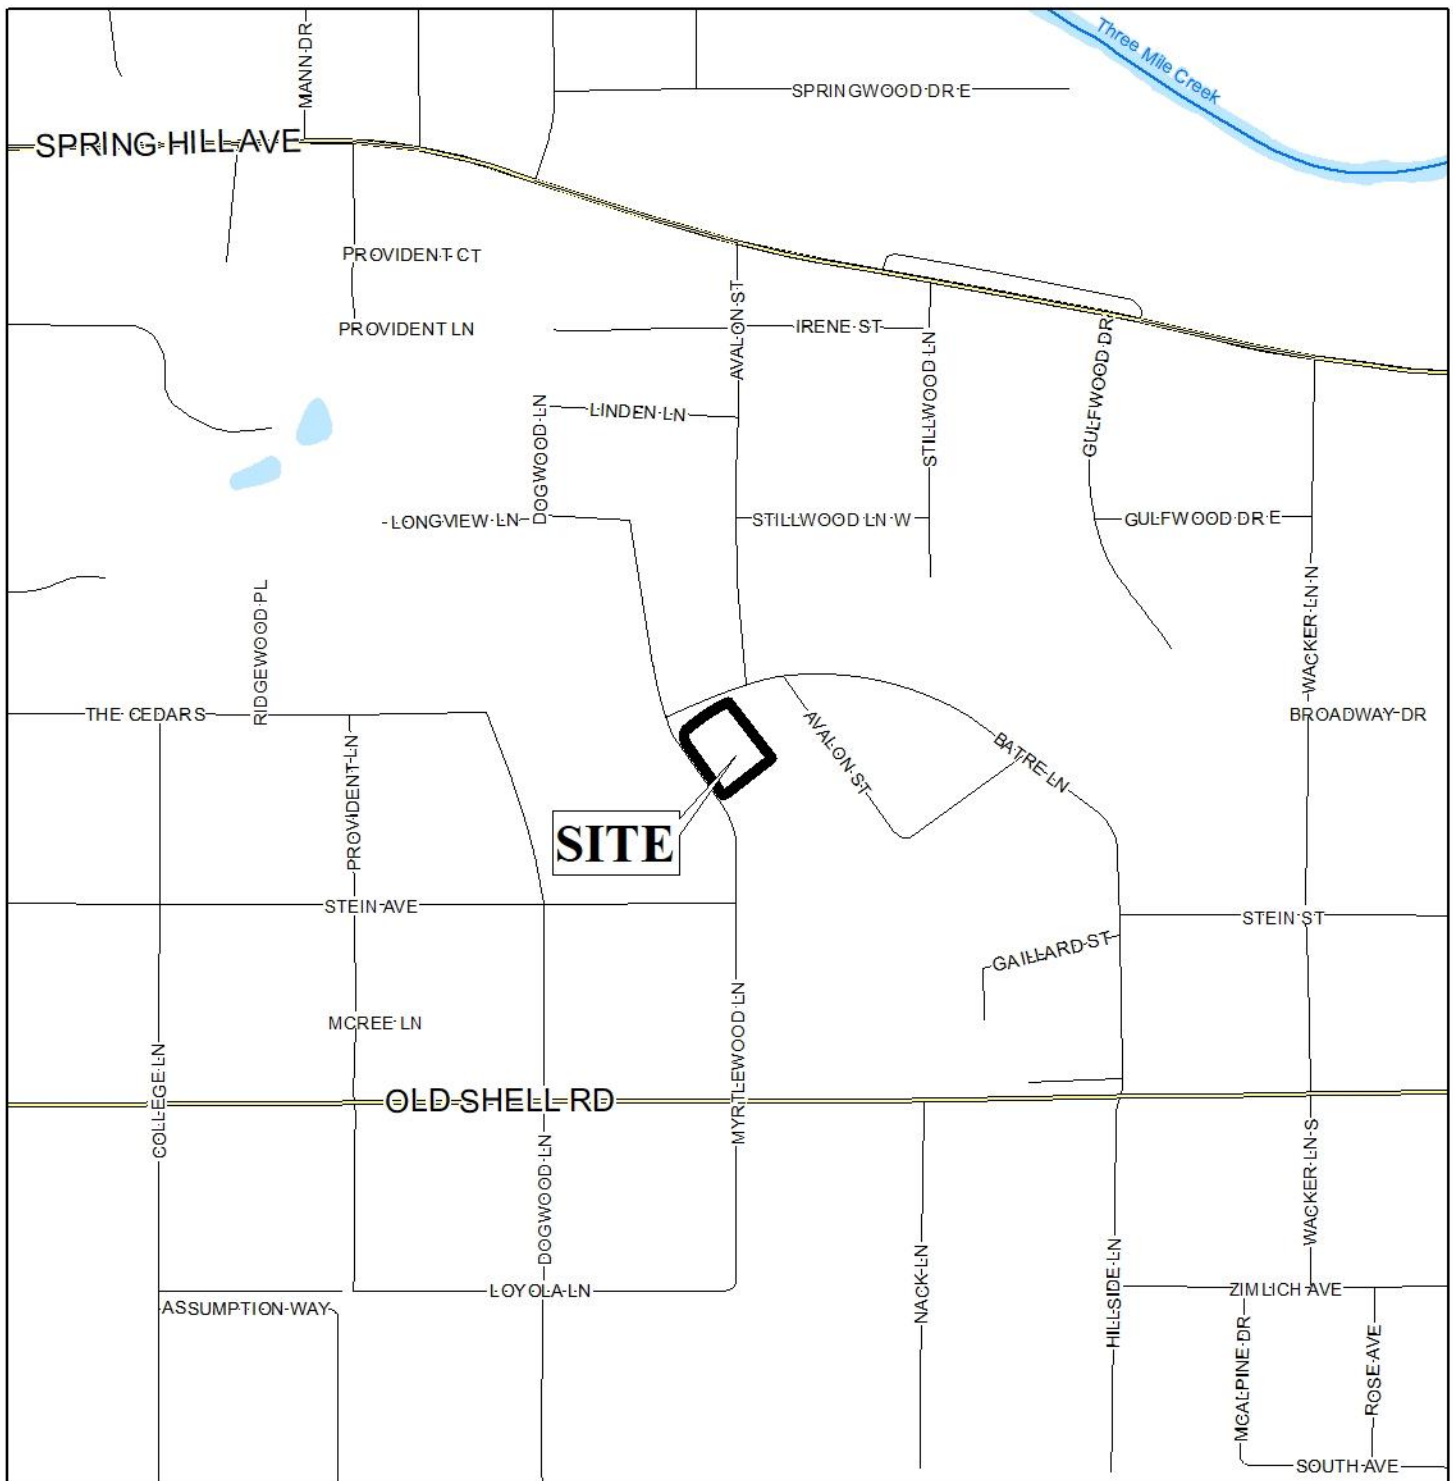 MANN DR
Three Mile Creek
SPRINGWOOD DR E
SPRING HILL AVE
PROVIDENT CT
AVALON ST
PROVIDENT LN
IRENE ST
STILLWOOD LN
GULFWOOD DR
DOGWOOD LN
LINDEN LN
LONGVIEW LN
STILLWOOD LN W
GULFWOOD DR E
RIDGEWOOD PL
WACKER LN N
THE CEDARS
BROADWAY DR
AVALON ST
BATRE LN
PROVIDENT LN
SITE
STEIN AVE
STEIN ST
GAILLARD ST
MCREE LN
MYRTLEWOOD LN
COLLEGE LN
OLD SHELL RD
DOGWOOD LN
WACKER LN S
NACK LN
HILLSIDE LN
LOYOLA LN
ZIMLICH AVE
ASSUMPTION WAY
MCALPINE DR
ROSE AVE
SOUTH AVE